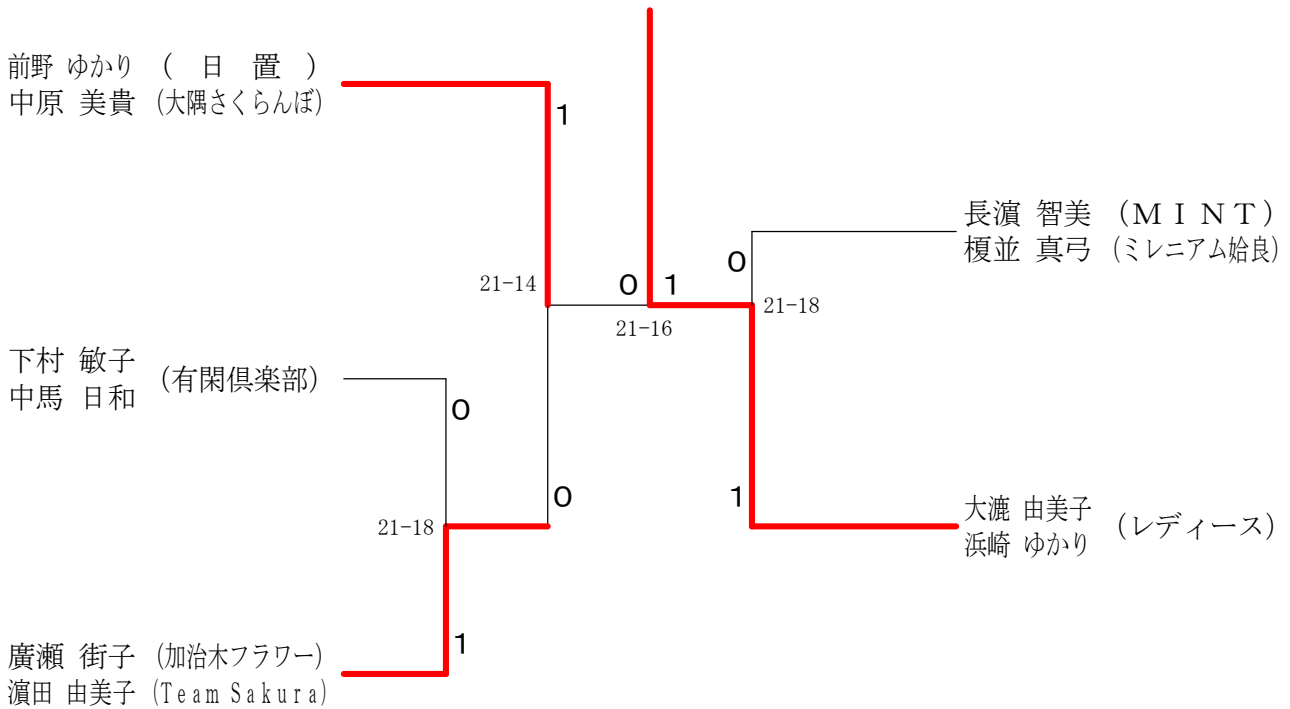 前野 ゆかり ( 日 置 )
中原 美貴 (大隅さくらんぼ)
1
長濵 智美 (ＭＩＮＴ)
榎並 真弓 (ミレニアム姶良)
0
21-14
0 1
21-18
21-16
下村 敏子
中馬 日和
(有閑倶楽部)
0
0
1
大漉 由美子
浜崎 ゆかり
(レディース)
21-18
1
廣瀬 街子 (加治木フラワー)
濵田 由美子 (Team Sakura)